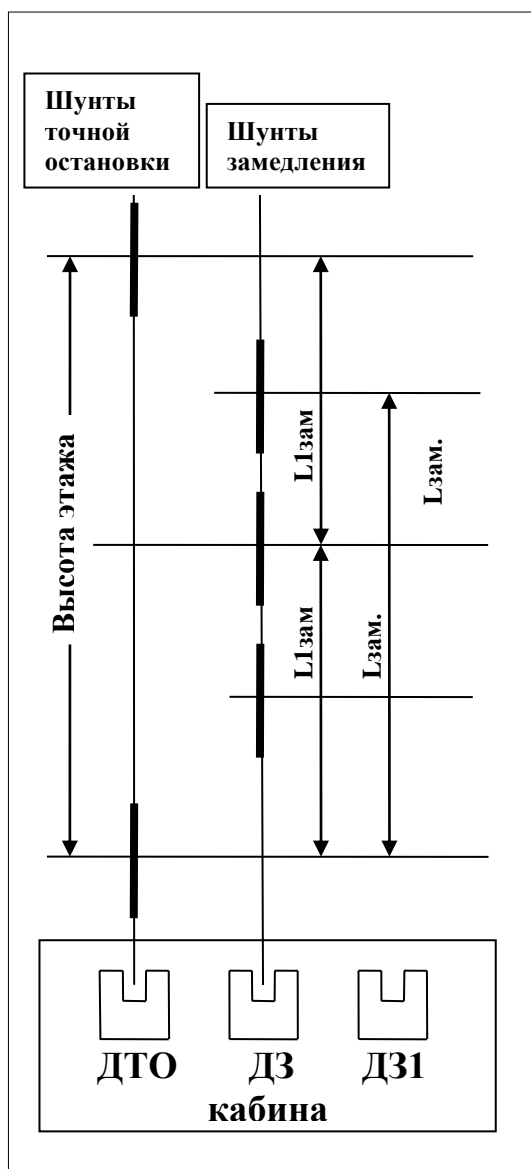 Шунты
точной
остановки
Шунты
замедления
Высота этажа
L1зам
Lзам.
L1зам
Lзам.
ДТО
ДЗ
ДЗ1
кабина